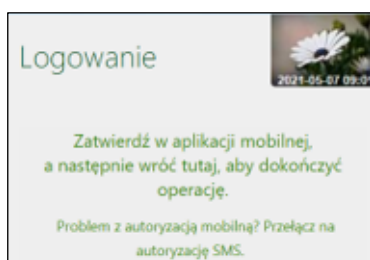 Logowanie
2021-05-07 09:0
Zatwierdź w aplikacji mobilnej,
a następnie wróć tutaj, aby dokończyć
operację.
Problem z autoryzacją mobilną? Przełącz na
autoryzację SMS.